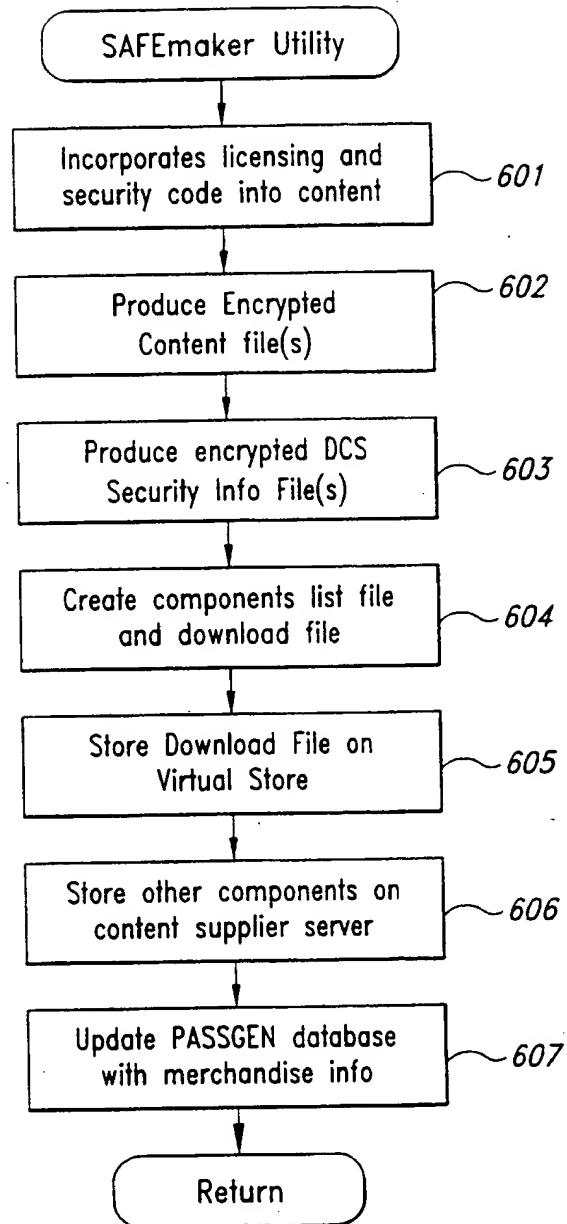 SAFEmaker Utility
Incorporates licensing and
security code into content
601
Produce Encrypted
Content file(s)
602
Produce encrypted DCS
Security Info File(s)
603
Create components list file
and download file
604
Store Download File on
Virtual Store
605
Store other components on
content supplier server
606
Update PASSGEN database
with merchandise info
607
Return